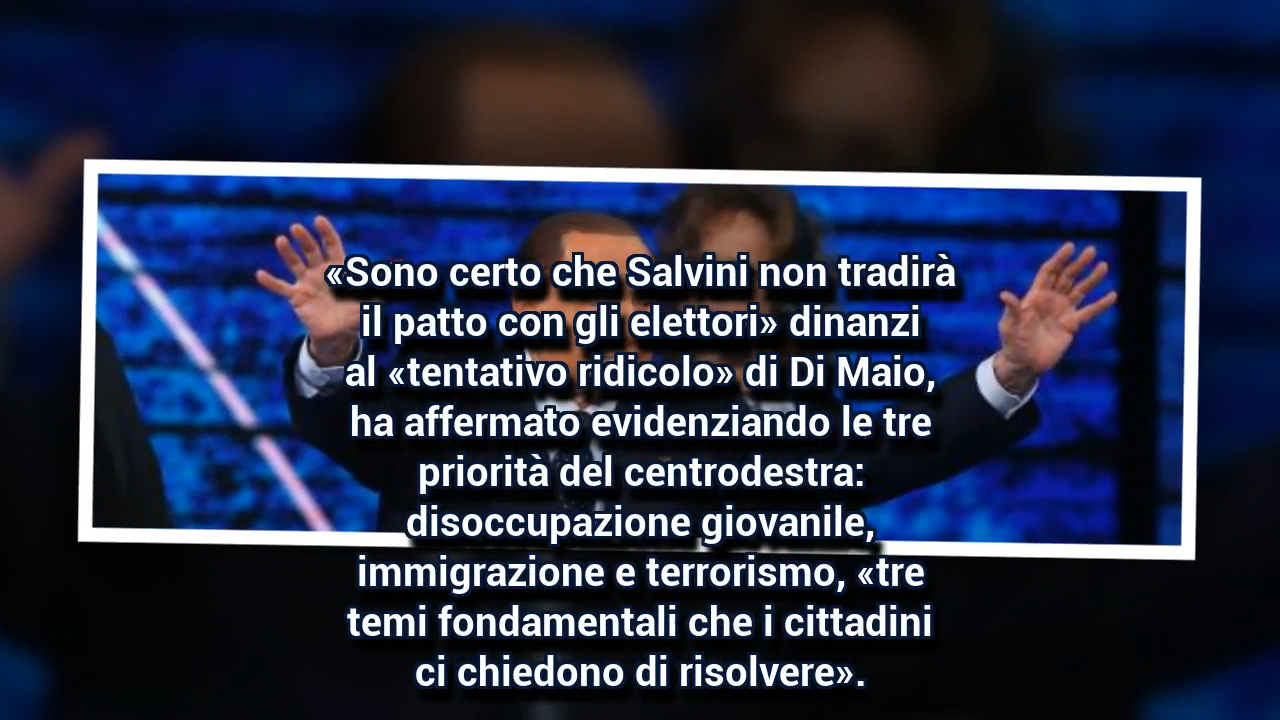 «Sono certo che Salvini non tradirà
il patto con gli elettori» dinanzi
al «tentativo ridicolo» di Di Maio,
ha affermato evidenziando le tre
priorità del centrodestra:
disoccupazione giovanile,
immigrazione e terrorismo, «tre
temi fondamentali che i cittadini
ci chiedono di risolvere».